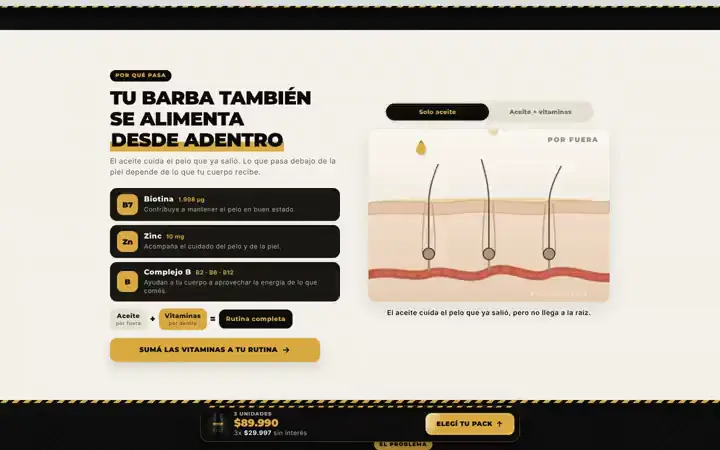 POR QUÉ PASA
TU BARBA TAMBIÉN
SE ALIMENTA
DESDE ADENTRO
El aceite cuida el pelo que ya salió. Lo que pasa debajo de la
piel depende de lo que tu cuerpo recibe.
B7
Biotina 1.998 µg
Contribuye a mantener el pelo en buen estado.
Zn
Zinc 10 mg
Acompaña el cuidado del pelo y de la piel.
B
Complejo B B2 · B6 · B12
Ayudan a tu cuerpo a aprovechar la energía de lo que
comés.
Aceite
por fuera
+
Vitaminas
por dentro
=
Rutina completa
SUMÁ LAS VITAMINAS A TU RUTINA →
Solo aceite
Aceite + vitaminas
POR FUERA
El aceite cuida el pelo que ya salió, pero no llega a la raíz.
3 UNIDADES
$89.990
3x $29.997 sin interés
ELEGÍ TU PACK ↑
EL PROBLEMA